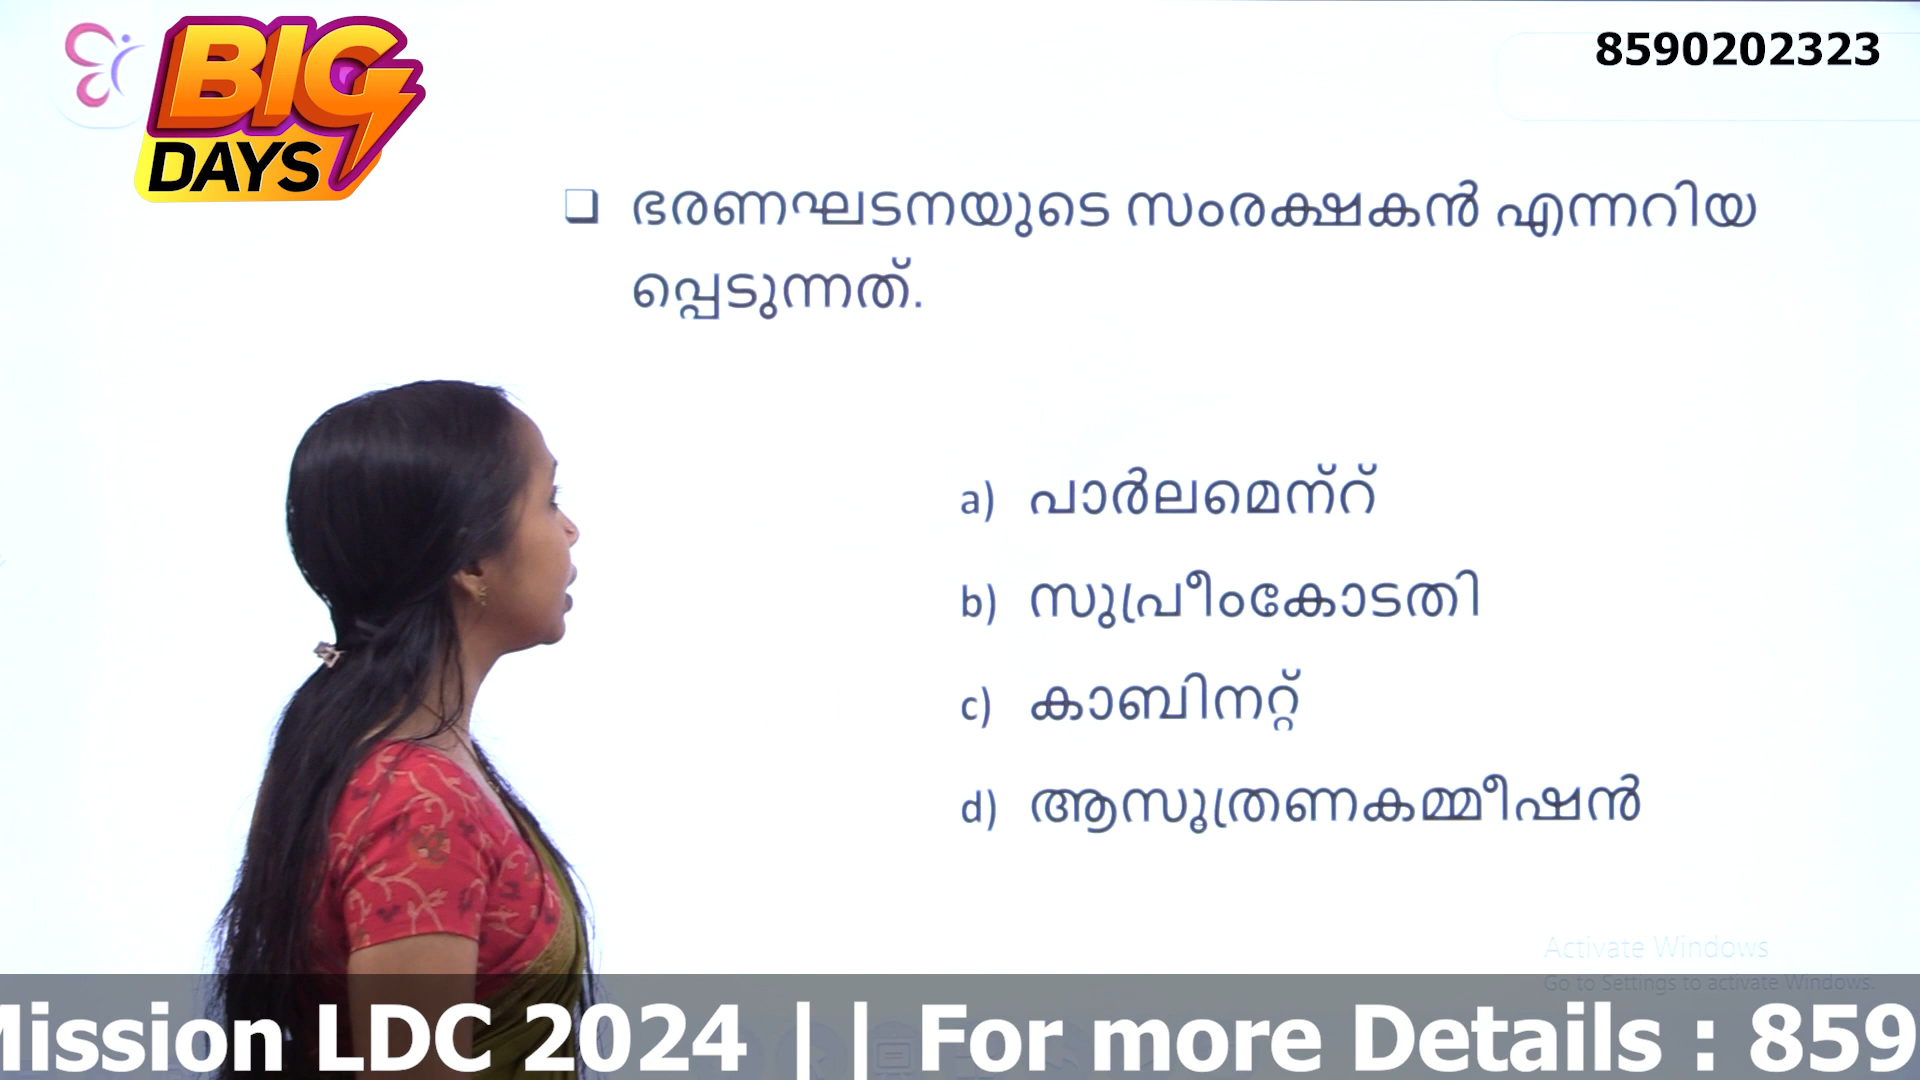 BIG
DAYS
8590202323
❑ ഭരണഘടനയുടെ സംരക്ഷകൻ എന്നറിയ
പ്പെടുന്നത്.
a) പാർലമെന്റ്
b) സുപ്രീംകോടതി
c) കാബിനറ്റ്
d) ആസൂത്രണകമ്മീഷൻ
Activate Windows
Go to Settings to activate Windows.
Mission LDC 2024 || For more Details : 859